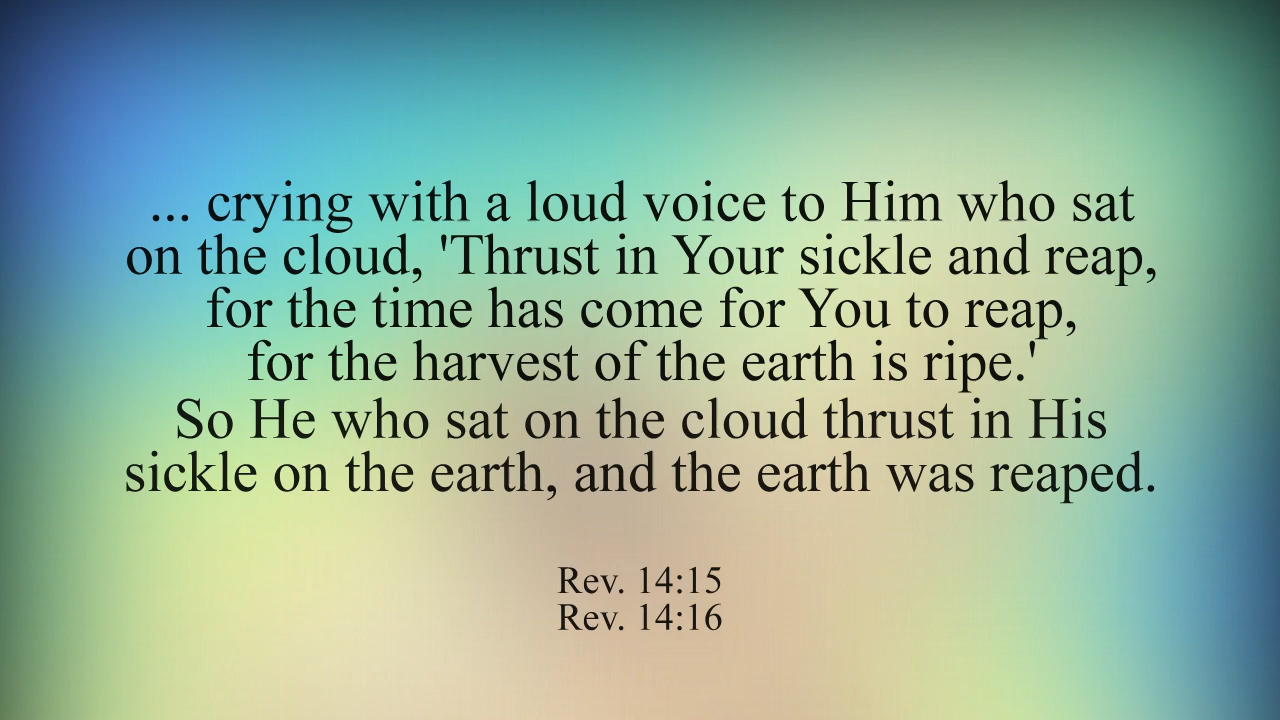 ... crying with a loud voice to Him who sat
on the cloud, 'Thrust in Your sickle and reap,
for the time has come for You to reap,
for the harvest of the earth is ripe.'
So He who sat on the cloud thrust in His
sickle on the earth, and the earth was reaped.
Rev. 14:15
Rev. 14:16